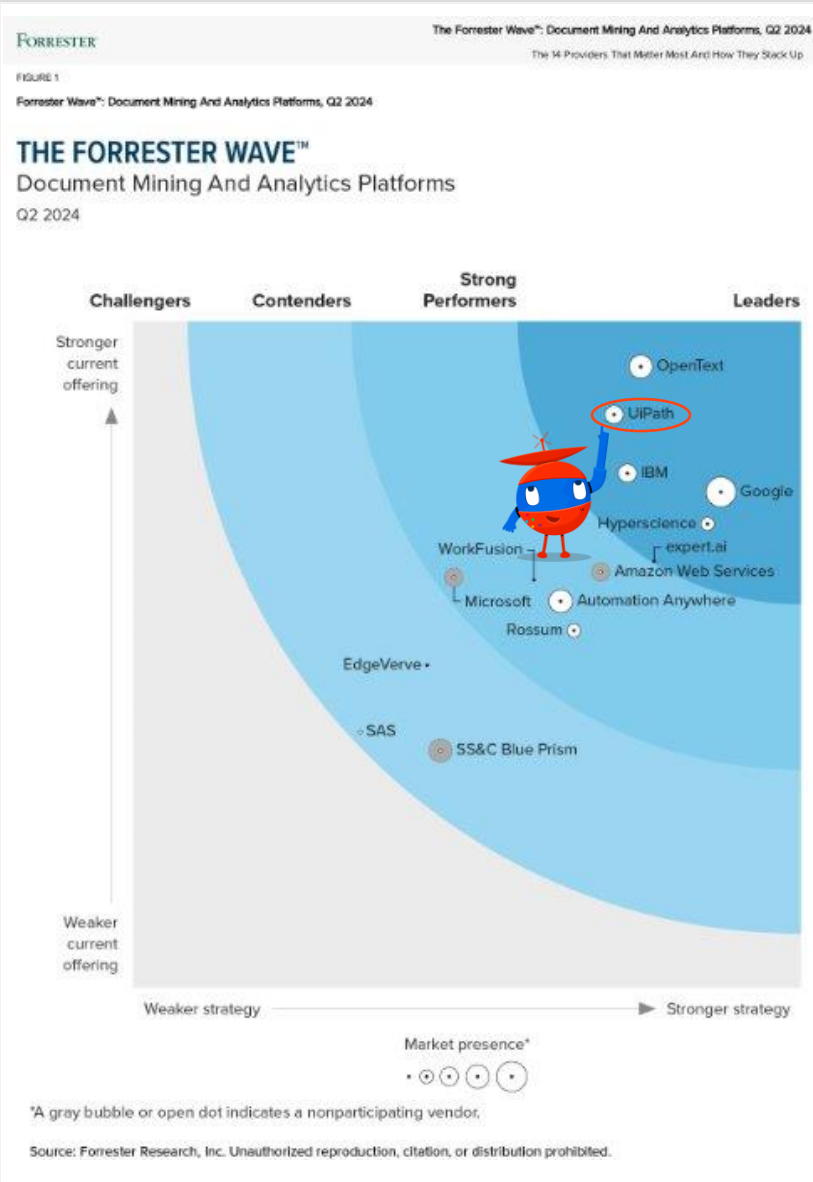 FORRESTER
The Forrester Wave™: Document Mining And Analytics Platforms, Q2 2024
The 14 Providers That Matter Most And How They Stack Up
FIGURE 1
Forrester Wave™: Document Mining And Analytics Platforms, Q2 2024
THE FORRESTER WAVE™
Document Mining And Analytics Platforms
Q2 2024
Challengers
Contenders
Strong
Performers
Leaders
Stronger
current
offering
OpenText
UiPath
IBM
Google
Hyperscience
WorkFusion
expert.ai
Amazon Web Services
Microsoft
Automation Anywhere
Rossum
EdgeVerve
SAS
SS&C Blue Prism
Weaker
current
offering
Weaker strategy
Stronger strategy
Market presence*
*A gray bubble or open dot indicates a nonparticipating vendor.
Source: Forrester Research, Inc. Unauthorized reproduction, citation, or distribution prohibited.